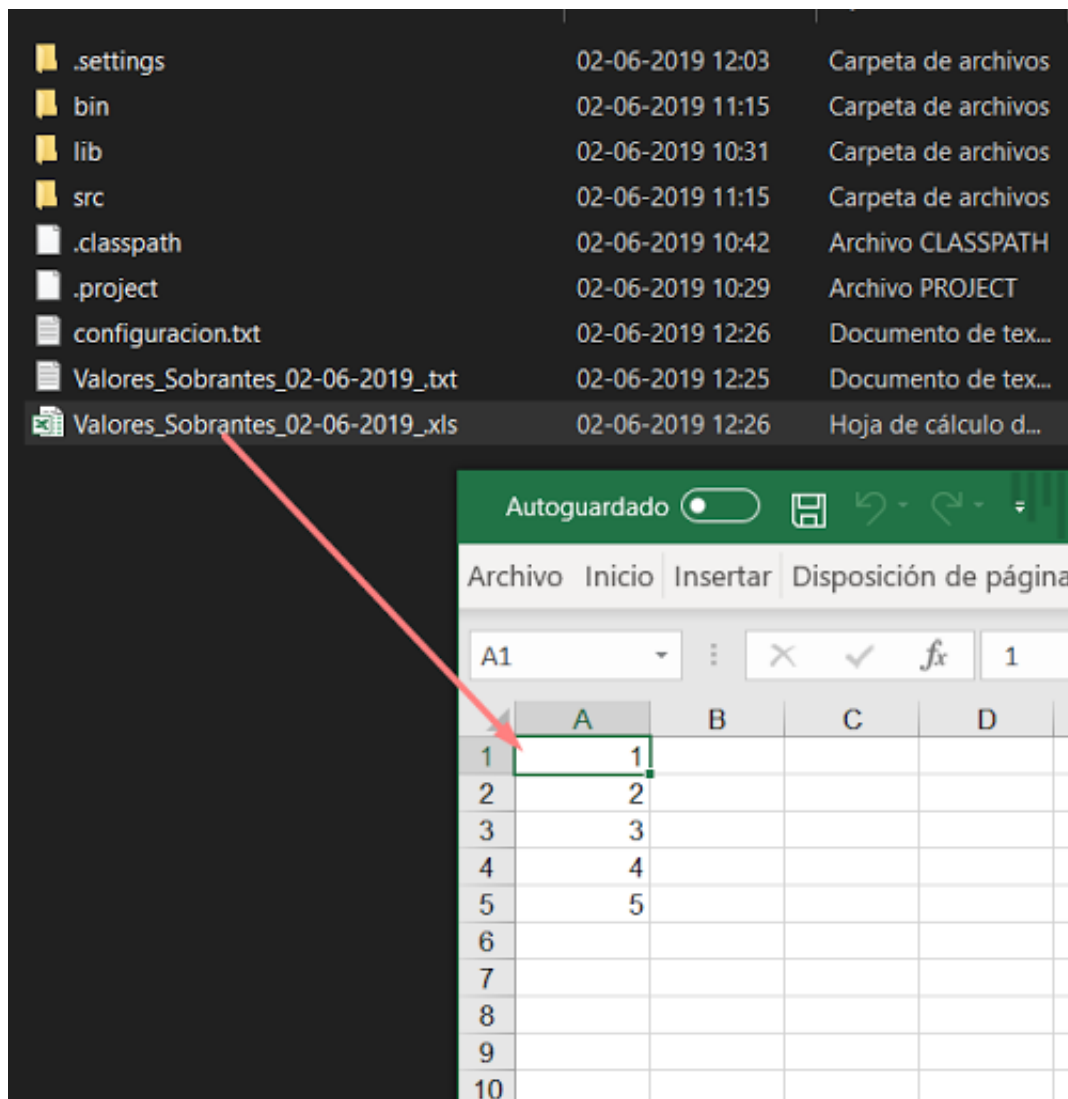 .settings 02-06-2019 12:03 Carpeta de archivos
bin 02-06-2019 11:15 Carpeta de archivos
lib 02-06-2019 10:31 Carpeta de archivos
src 02-06-2019 11:15 Carpeta de archivos
.classpath 02-06-2019 10:42 Archivo CLASSPATH
.project 02-06-2019 10:29 Archivo PROJECT
configuracion.txt 02-06-2019 12:26 Documento de tex...
Valores_Sobrantes_02-06-2019_.txt 02-06-2019 12:25 Documento de tex...
Valores_Sobrantes_02-06-2019_.xls 02-06-2019 12:26 Hoja de cálculo d...
Autoguardado
Archivo Inicio Insertar Disposición de página
A1 fx 1
A B C D
1 1
2 2
3 3
4 4
5 5
6
7
8
9
10